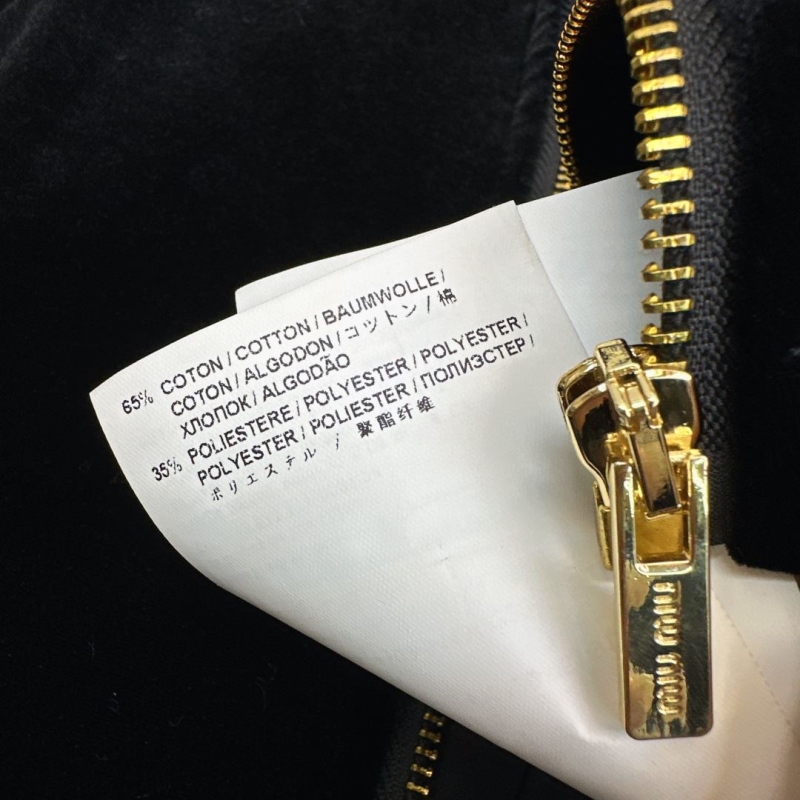 65% COTON / COTTON / BAUMWOLLE /
COTON / ALGODON / コットン / 棉
ХЛОПОК / ALGODÃO
35% POLIESTERE / POLYESTER / POLYESTER /
POLYESTER / POLIESTER / ПОЛИЭСТЕР /
ポリエステル / 聚酯纤维
miu miu